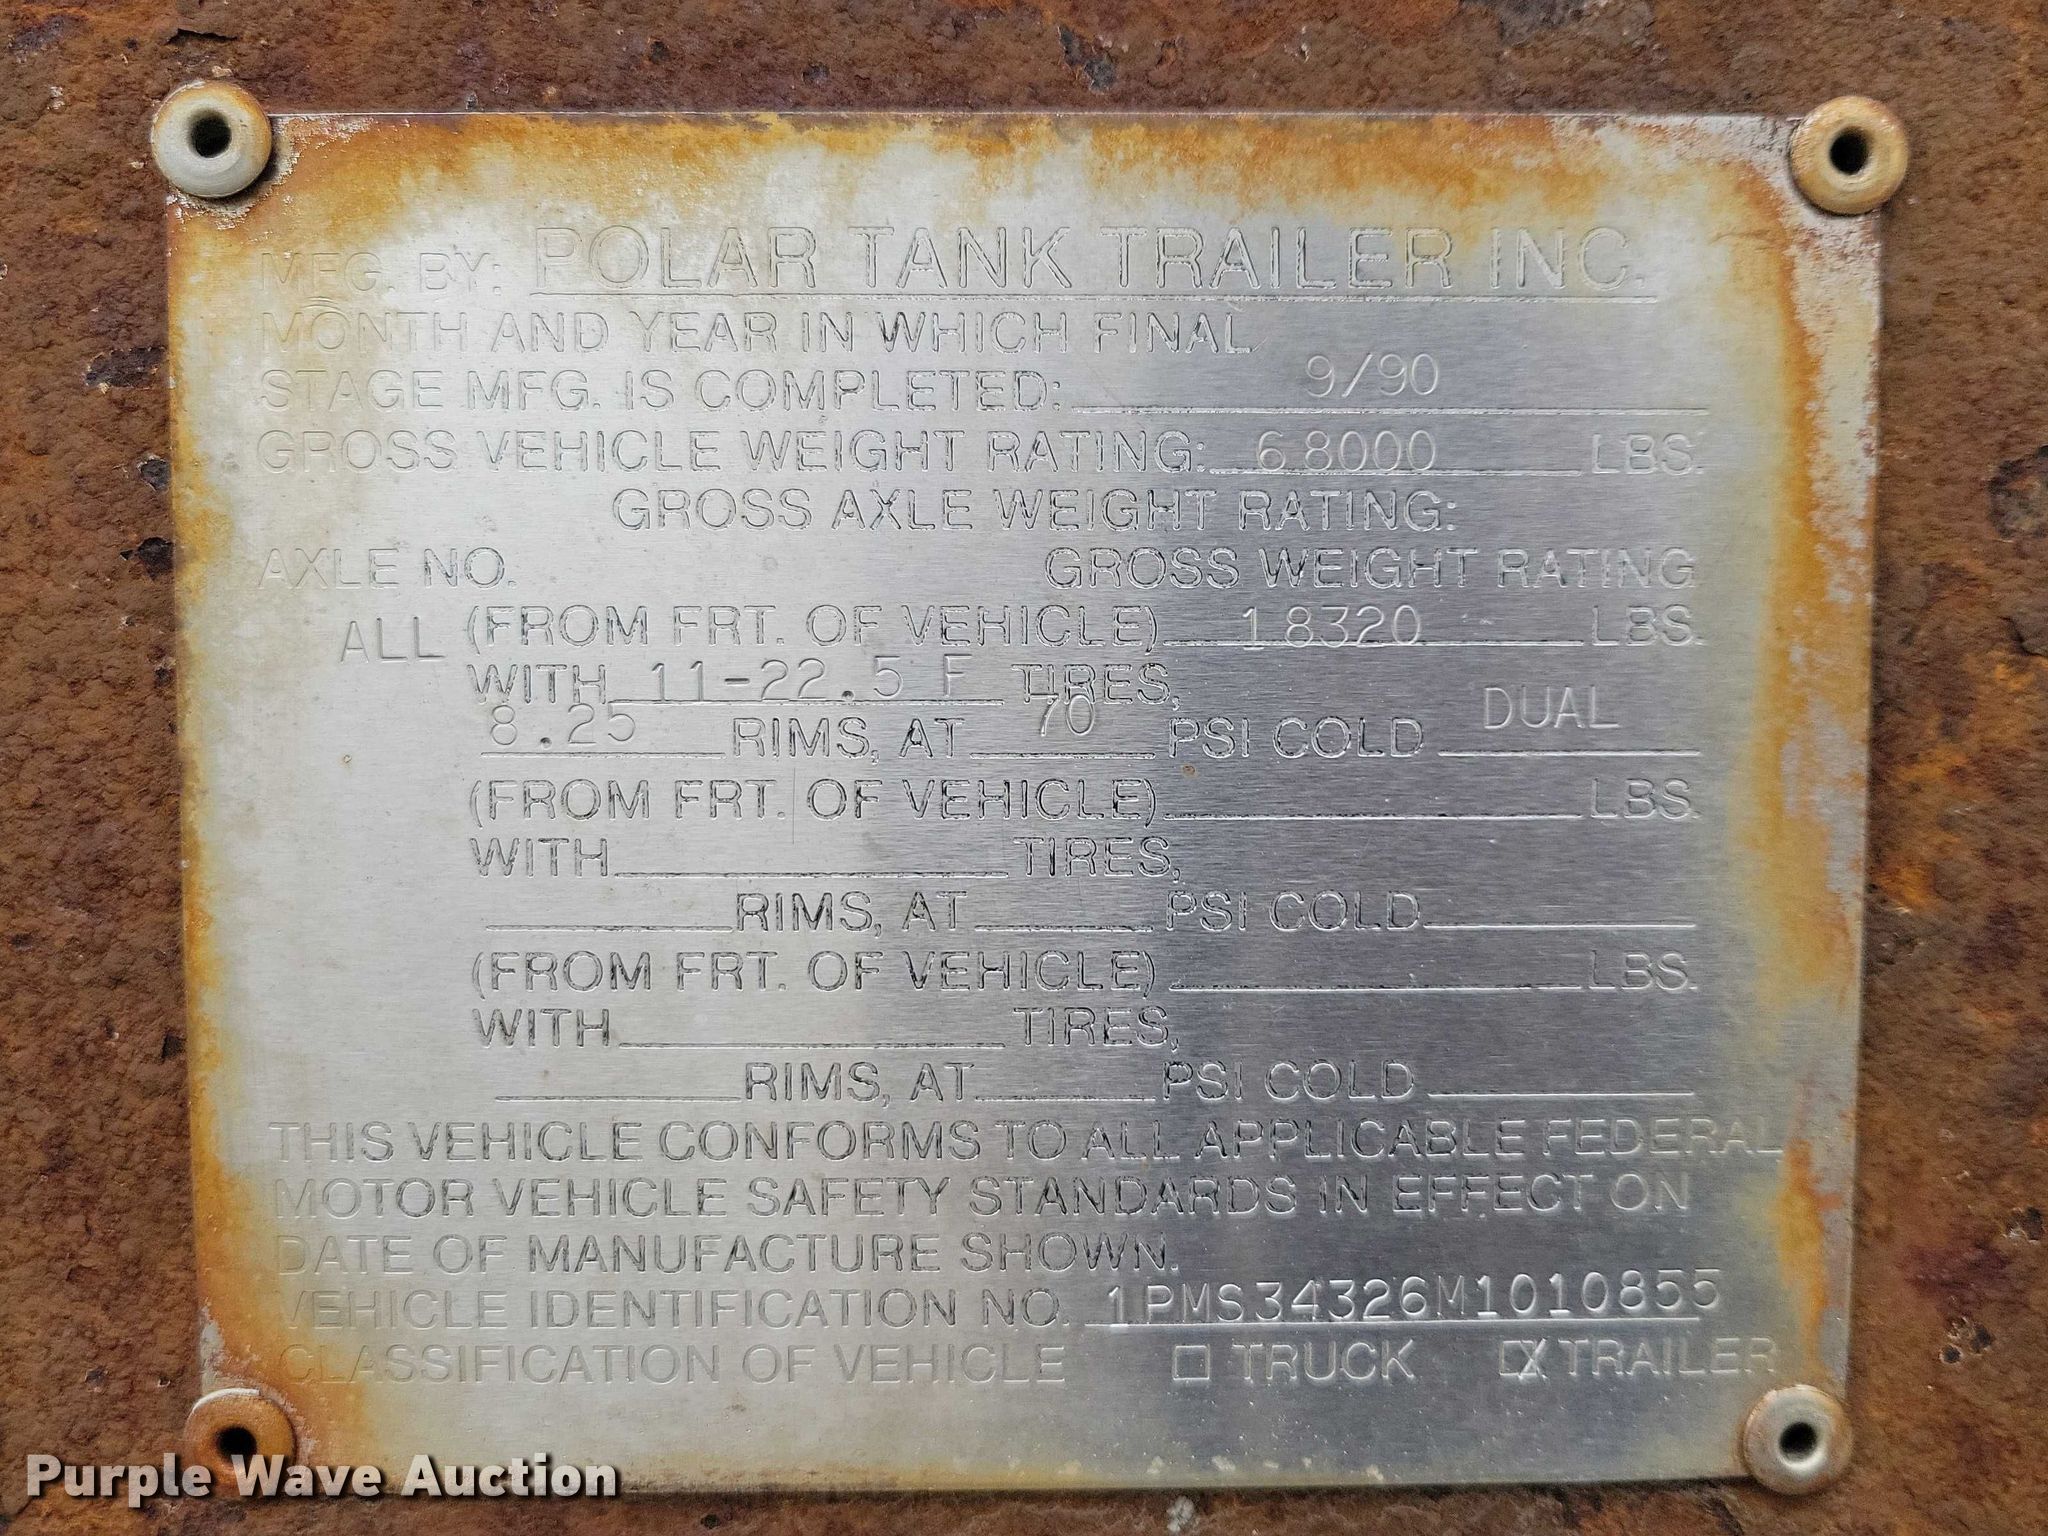 MFG. BY: POLAR TANK TRAILER INC.
MONTH AND YEAR IN WHICH FINAL
STAGE MFG. IS COMPLETED: 9/90
GROSS VEHICLE WEIGHT RATING: 68000 LBS.
GROSS AXLE WEIGHT RATING:
AXLE NO. GROSS WEIGHT RATING
ALL (FROM FRT. OF VEHICLE) 18320 LBS.
WITH 11-22.5 F TIRES,
8.25 RIMS, AT 70 PSI COLD DUAL
(FROM FRT. OF VEHICLE) LBS.
WITH TIRES,
RIMS, AT PSI COLD
(FROM FRT. OF VEHICLE) LBS.
WITH TIRES,
RIMS, AT PSI COLD
THIS VEHICLE CONFORMS TO ALL APPLICABLE FEDERAL
MOTOR VEHICLE SAFETY STANDARDS IN EFFECT ON
DATE OF MANUFACTURE SHOWN.
VEHICLE IDENTIFICATION NO. 1PMS34326M1010855
CLASSIFICATION OF VEHICLE ☐ TRUCK ☒ TRAILER
Purple Wave Auction